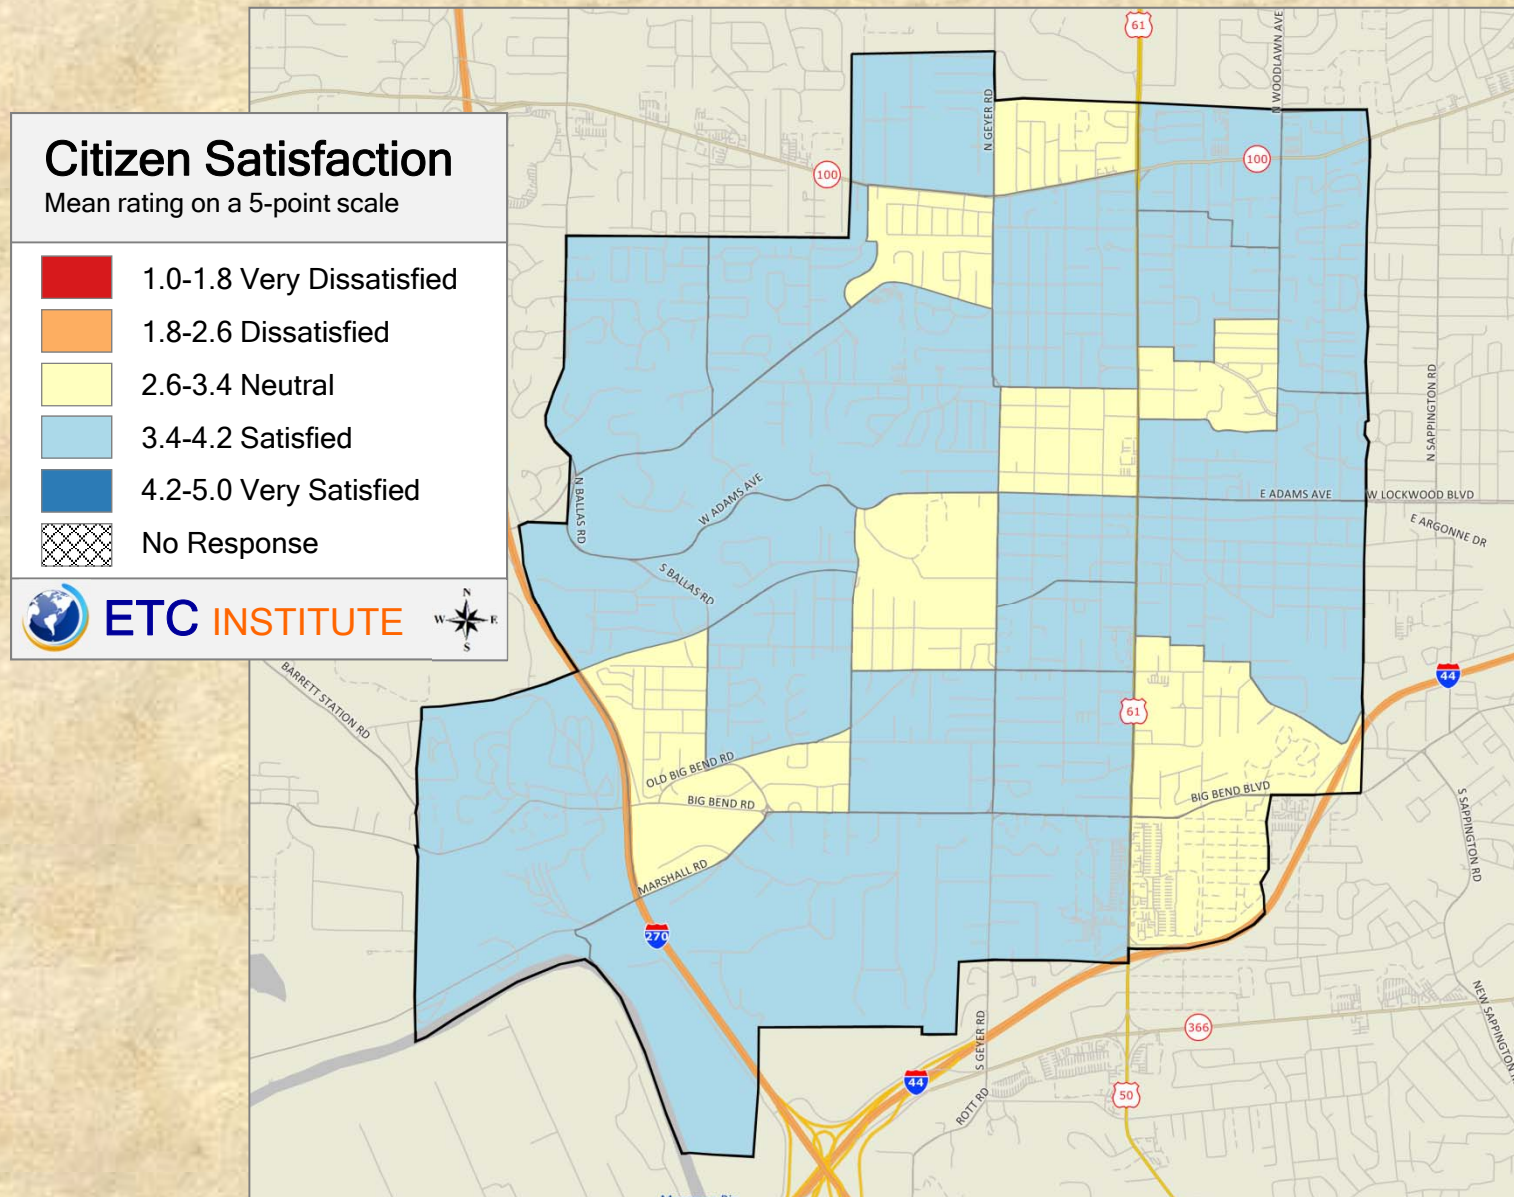 61
N WOODLAWN AVE
N GEYER RD
100
100
Citizen Satisfaction
Mean rating on a 5-point scale
1.0-1.8 Very Dissatisfied
1.8-2.6 Dissatisfied
2.6-3.4 Neutral
3.4-4.2 Satisfied
4.2-5.0 Very Satisfied
No Response
ETC INSTITUTE
N
W E
S
N SAPPINGTON RD
N BALLAS RD
W ADAMS AVE
E ADAMS AVE
W LOCKWOOD BLVD
E ARGONNE DR
S BALLAS RD
BARRETT STATION RD
44
61
OLD BIG BEND RD
BIG BEND RD
BIG BEND BLVD
S SAPPINGTON RD
MARSHALL RD
270
NEW SAPPINGTON
S GEYER RD
366
44
50
ROTT RD